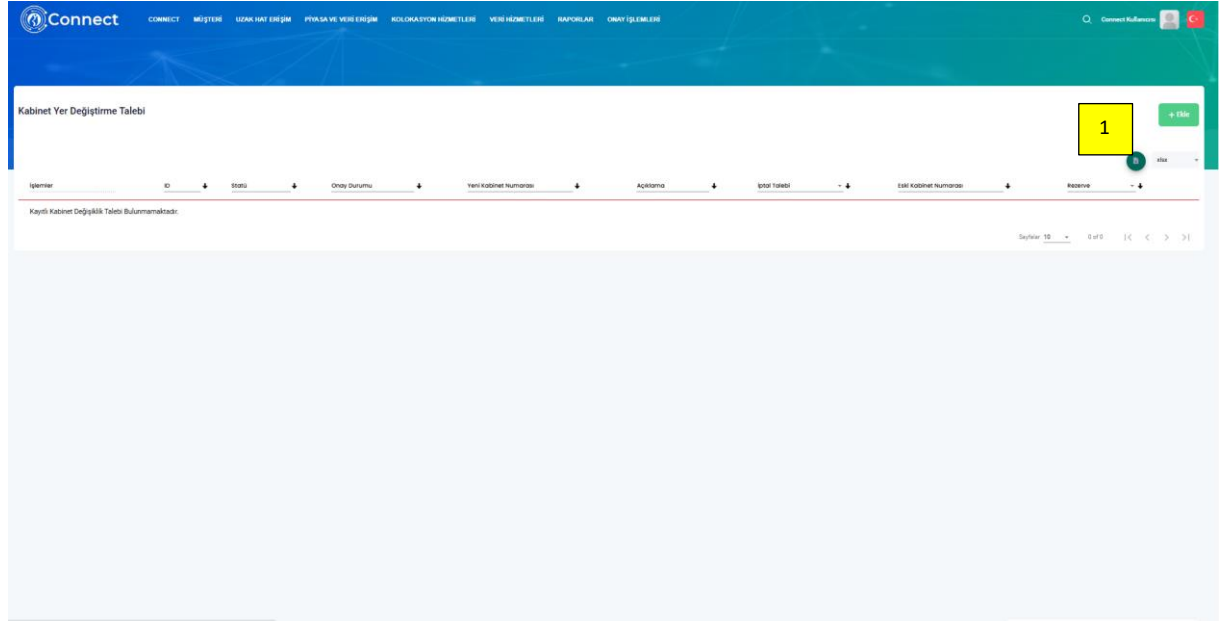 Connect CONNECT MÜŞTERİ UZAK HAT ERİŞİM PİYASA VE VERİ ERİŞİM KOLOKASYON HİZMETLERİ VERİ HİZMETLERİ RAPORLAR ONAY İŞLEMLERİ Connect Kullanıcısı
Kabinet Yer Değiştirme Talebi
1
+ Ekle
xlsx
İşlemler ID Statü Onay Durumu Yeni Kabinet Numarası Açıklama İptal Talebi Eski Kabinet Numarası Rezerve
Kayıtlı Kabinet Değişiklik Talebi Bulunmamaktadır.
Sayfalar 10 0 of 0 |< < > >|